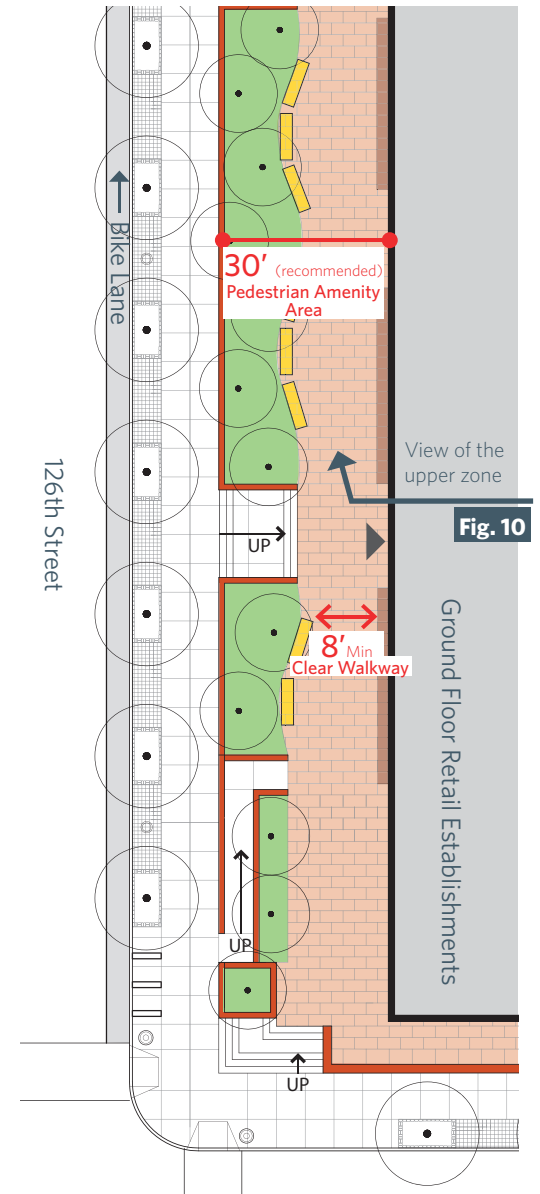 Bike Lane
30’ (recommended)
Pedestrian Amenity
Area
126th Street
View of the
upper zone
Fig. 10
UP
8’ Min
Clear Walkway
Ground Floor Retail Establishments
UP
UP